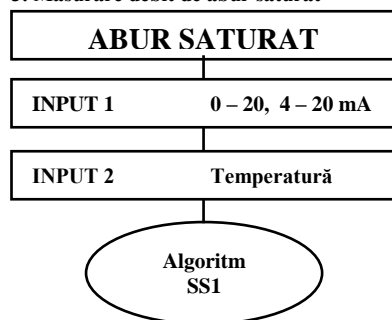 3. Măsurare debit de abur saturat
ABUR SATURAT
INPUT 1 0 – 20, 4 – 20 mA
INPUT 2 Temperatură
Algoritm
SS1